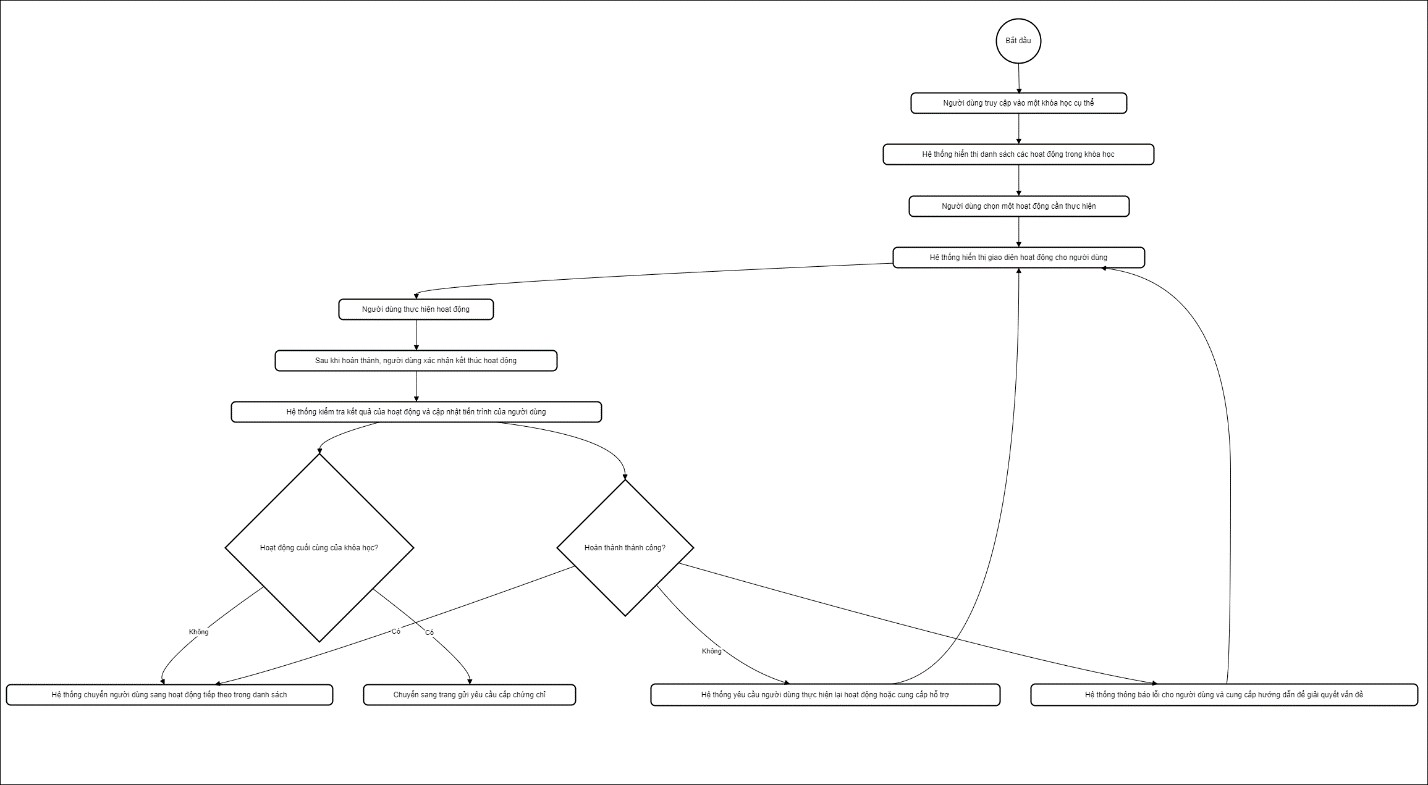 Bắt đầu
Người dùng truy cập vào một khóa học cụ thể
Hệ thống hiển thị danh sách các hoạt động trong khóa học
Người dùng chọn một hoạt động cần thực hiện
Hệ thống hiển thị giao diện hoạt động cho người dùng
Người dùng thực hiện hoạt động
Sau khi hoàn thành, người dùng xác nhận kết thúc hoạt động
Hệ thống kiểm tra kết quả của hoạt động và cập nhật tiến trình của người dùng
Hoạt động cuối cùng của khóa học?
Hoàn thành thành công?
Không
Có
Có
Không
Hệ thống chuyển người dùng sang hoạt động tiếp theo trong danh sách
Chuyển sang trang gửi yêu cầu cấp chứng chỉ
Hệ thống yêu cầu người dùng thực hiện lại hoạt động hoặc cung cấp hỗ trợ
Hệ thống thông báo lỗi cho người dùng và cung cấp hướng dẫn để giải quyết vấn đề